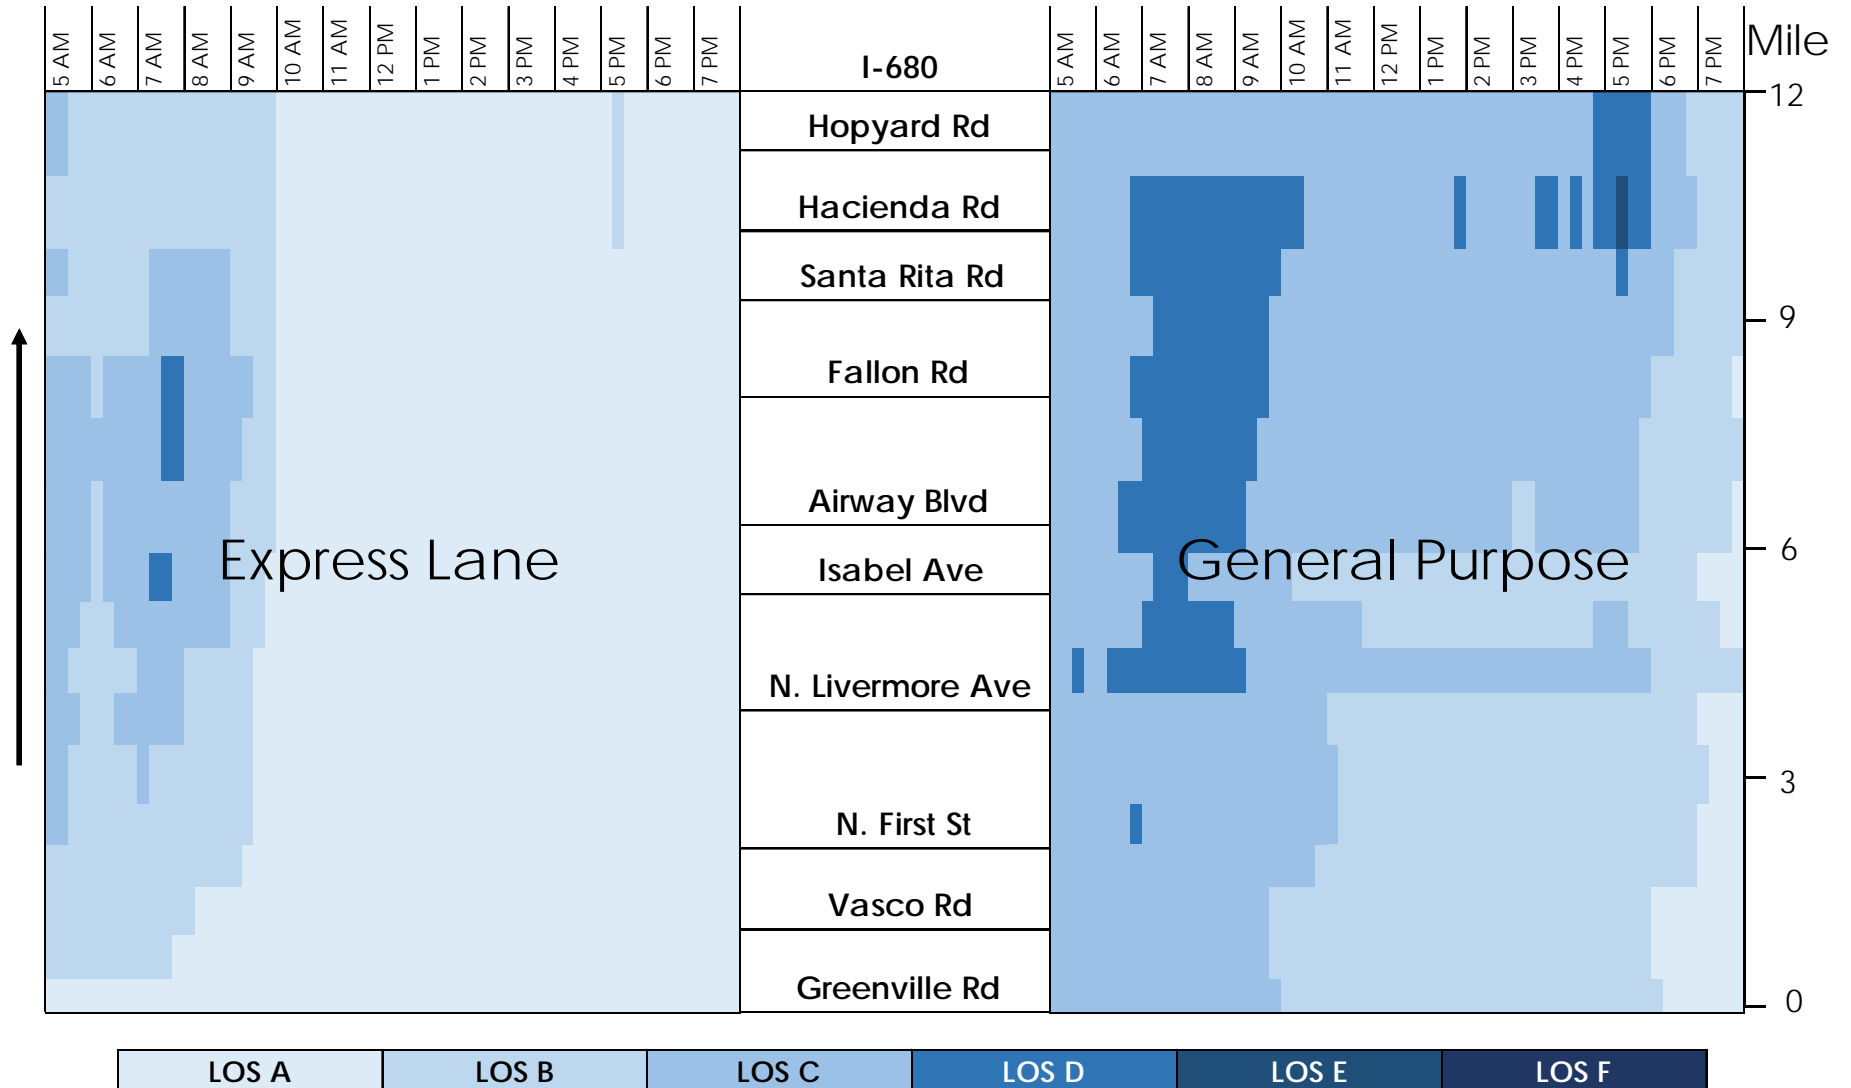 5 AM
6 AM
7 AM
8 AM
9 AM
10 AM
11 AM
12 PM
1 PM
2 PM
3 PM
4 PM
5 PM
6 PM
7 PM
I-680
5 AM
6 AM
7 AM
8 AM
9 AM
10 AM
11 AM
12 PM
1 PM
2 PM
3 PM
4 PM
5 PM
6 PM
7 PM
Mile
12
Hopyard Rd
Hacienda Rd
Santa Rita Rd
9
Fallon Rd
Airway Blvd
Express Lane
Isabel Ave
General Purpose
6
N. Livermore Ave
3
N. First St
Vasco Rd
Greenville Rd
0
LOS A
LOS B
LOS C
LOS D
LOS E
LOS F